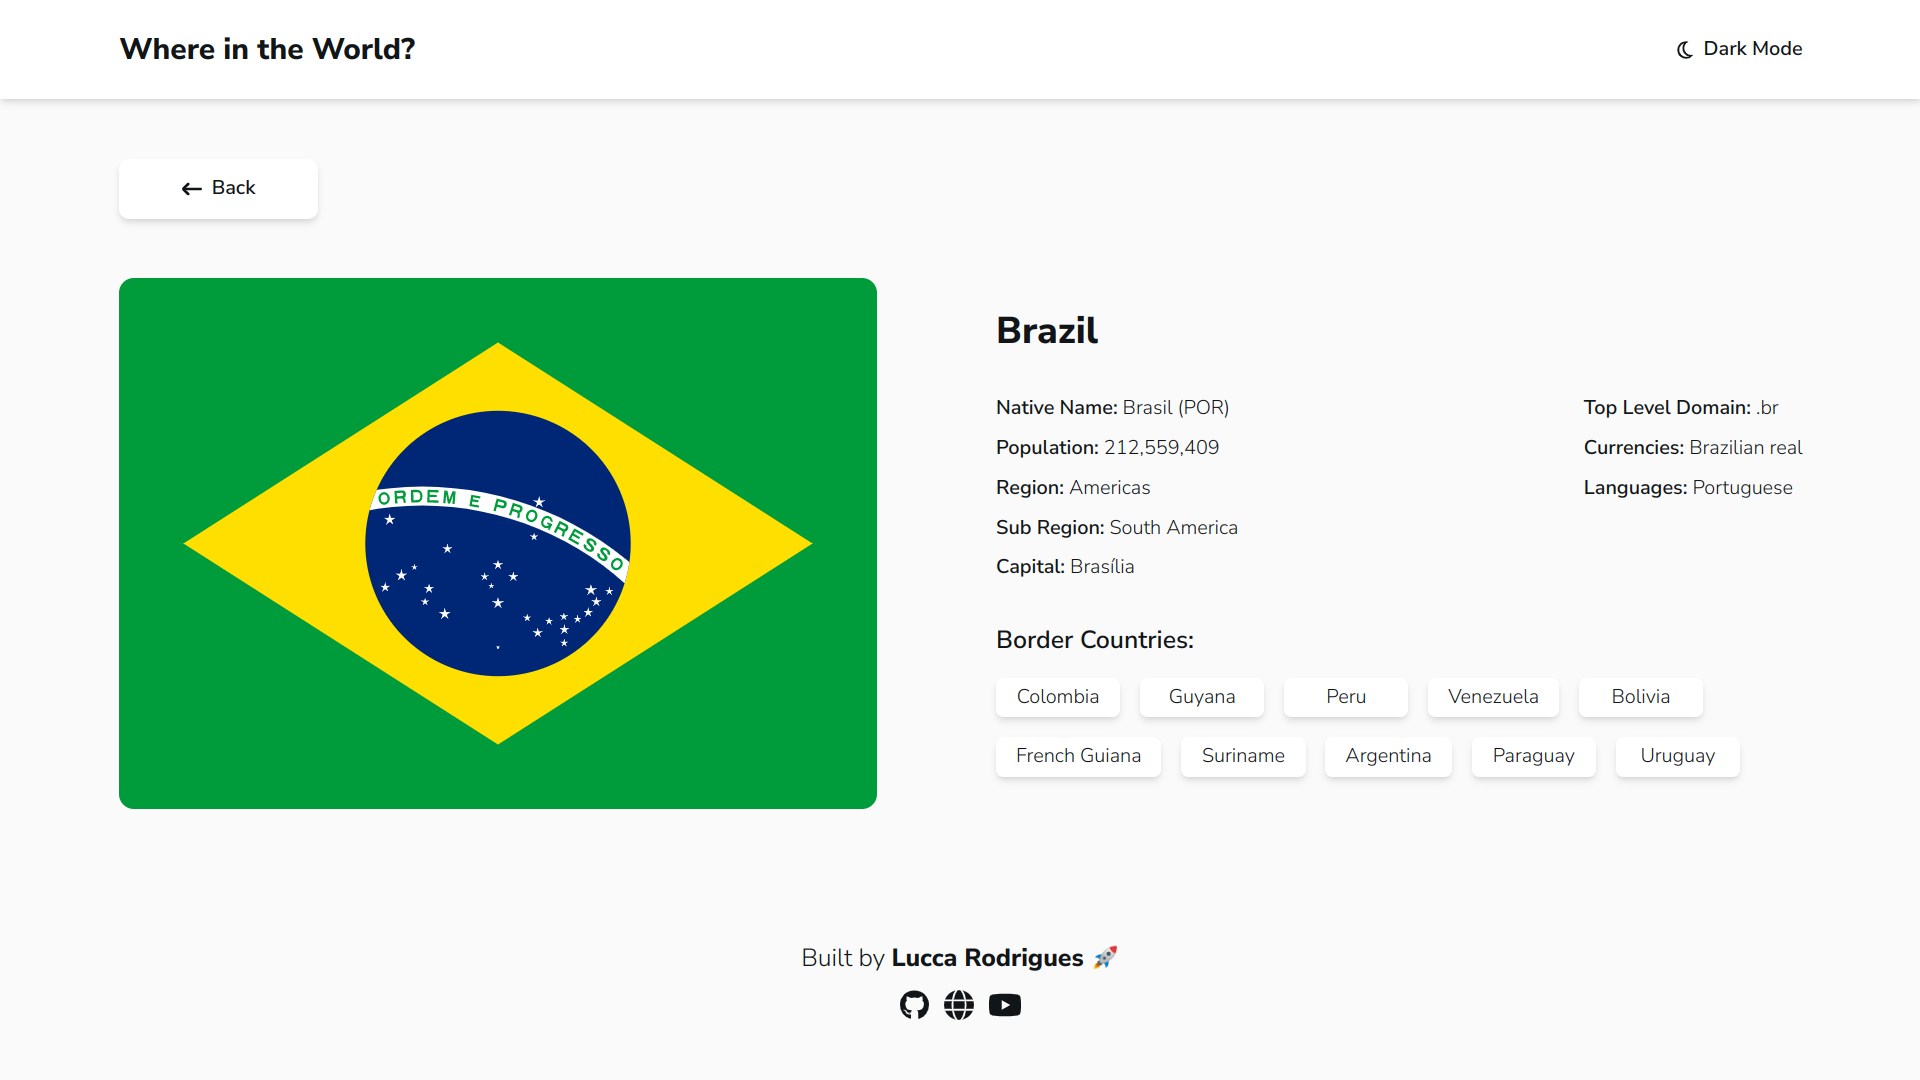 Where in the World?
Dark Mode
Back
ORDEM E PROGRESSO
Brazil
Native Name: Brasil (POR)
Population: 212,559,409
Region: Americas
Sub Region: South America
Capital: Brasília
Top Level Domain: .br
Currencies: Brazilian real
Languages: Portuguese
Border Countries:
Colombia Guyana Peru Venezuela Bolivia
French Guiana Suriname Argentina Paraguay Uruguay
Built by Lucca Rodrigues 🚀